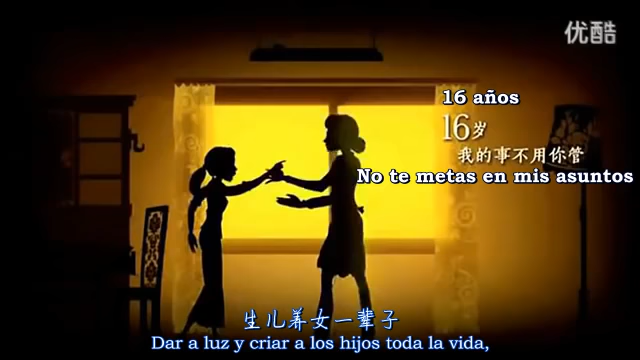 优酷
16 años
16岁
我的事不用你管
No te metas en mis asuntos
生儿养女一辈子
Dar a luz y criar a los hijos toda la vida,